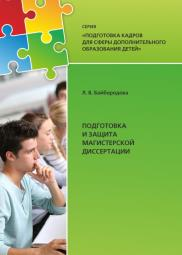 СЕРИЯ
«ПОДГОТОВКА КАДРОВ
ДЛЯ СФЕРЫ ДОПОЛНИТЕЛЬНОГО
ОБРАЗОВАНИЯ ДЕТЕЙ»
Л. В. Байбородова
ПОДГОТОВКА
И ЗАЩИТА
МАГИСТЕРСКОЙ
ДИССЕРТАЦИИ